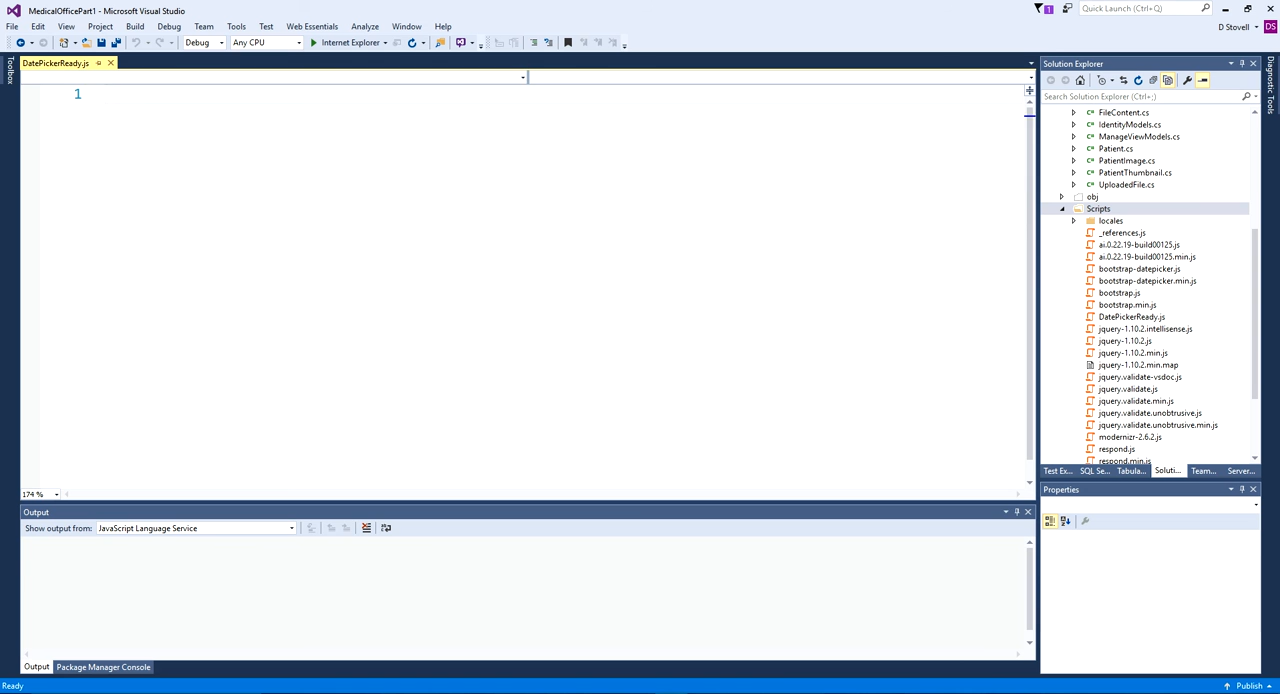 MedicalOfficePart1 - Microsoft Visual Studio
1
Quick Launch (Ctrl+Q)
File Edit View Project Build Debug Team Tools Test Web Essentials Analyze Window Help
D Stovell DS
Debug Any CPU Internet Explorer
Toolbox
DatePickerReady.js
1
174 %
Output
Show output from: JavaScript Language Service
Output Package Manager Console
Solution Explorer
Search Solution Explorer (Ctrl+;)
FileContent.cs
IdentityModels.cs
ManageViewModels.cs
Patient.cs
PatientImage.cs
PatientThumbnail.cs
UploadedFile.cs
obj
Scripts
locales
_references.js
ai.0.22.19-build00125.js
ai.0.22.19-build00125.min.js
bootstrap-datepicker.js
bootstrap-datepicker.min.js
bootstrap.js
bootstrap.min.js
DatePickerReady.js
jquery-1.10.2.intellisense.js
jquery-1.10.2.js
jquery-1.10.2.min.js
jquery-1.10.2.min.map
jquery.validate-vsdoc.js
jquery.validate.js
jquery.validate.min.js
jquery.validate.unobtrusive.js
jquery.validate.unobtrusive.min.js
modernizr-2.6.2.js
respond.js
respond.min.js
Test Ex... SQL Se... Tabula... Soluti... Team... Server...
Properties
Diagnostic Tools
Ready
Publish